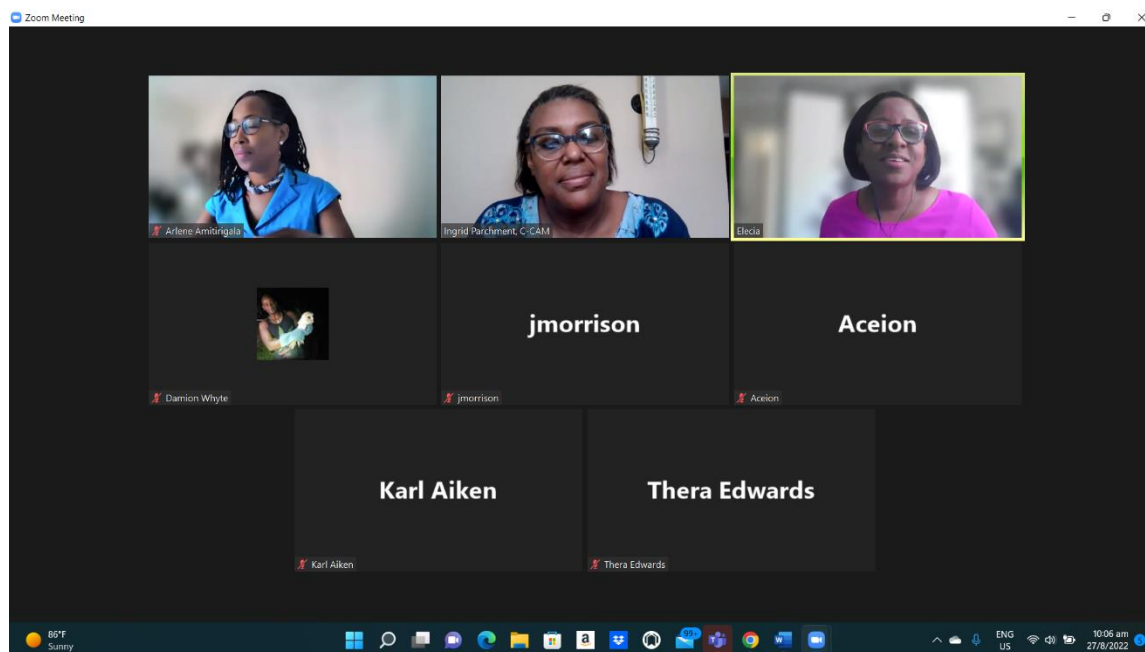 Zoom Meeting
Arlene Amitirigala
Ingrid Parchment, C-CAM
Elecia
Damion Whyte
jmorrison
jmorrison
Aceion
Aceion
Karl Aiken
Karl Aiken
Thera Edwards
Thera Edwards
86°F
Sunny
a
99+
W
ENG
US
10:06 am
27/8/2022